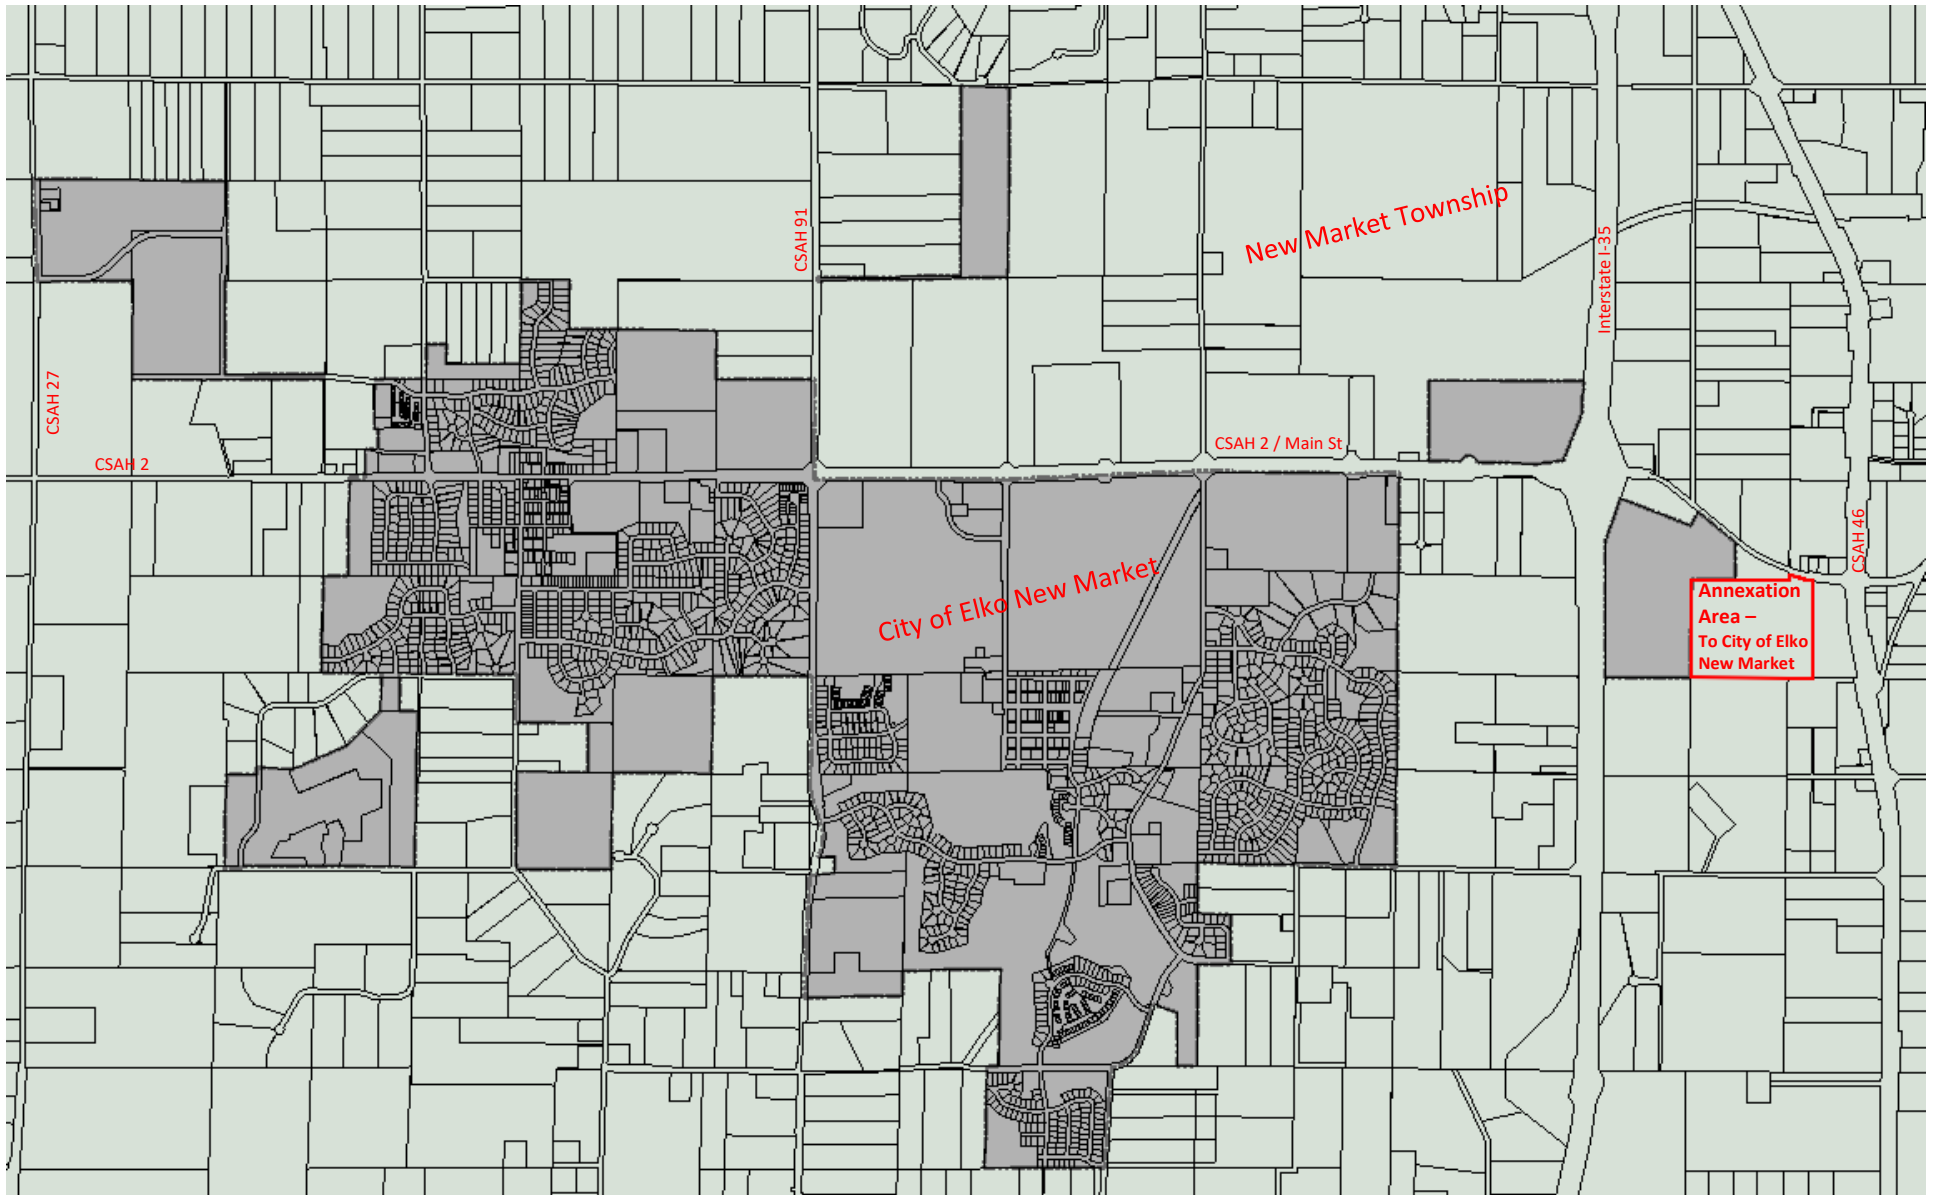 New Market Township
CSAH 91
Interstate I-35
CSAH 27
CSAH 2 / Main St
CSAH 2
CSAH 46
City of Elko New Market
Annexation
Area –
To City of Elko
New Market